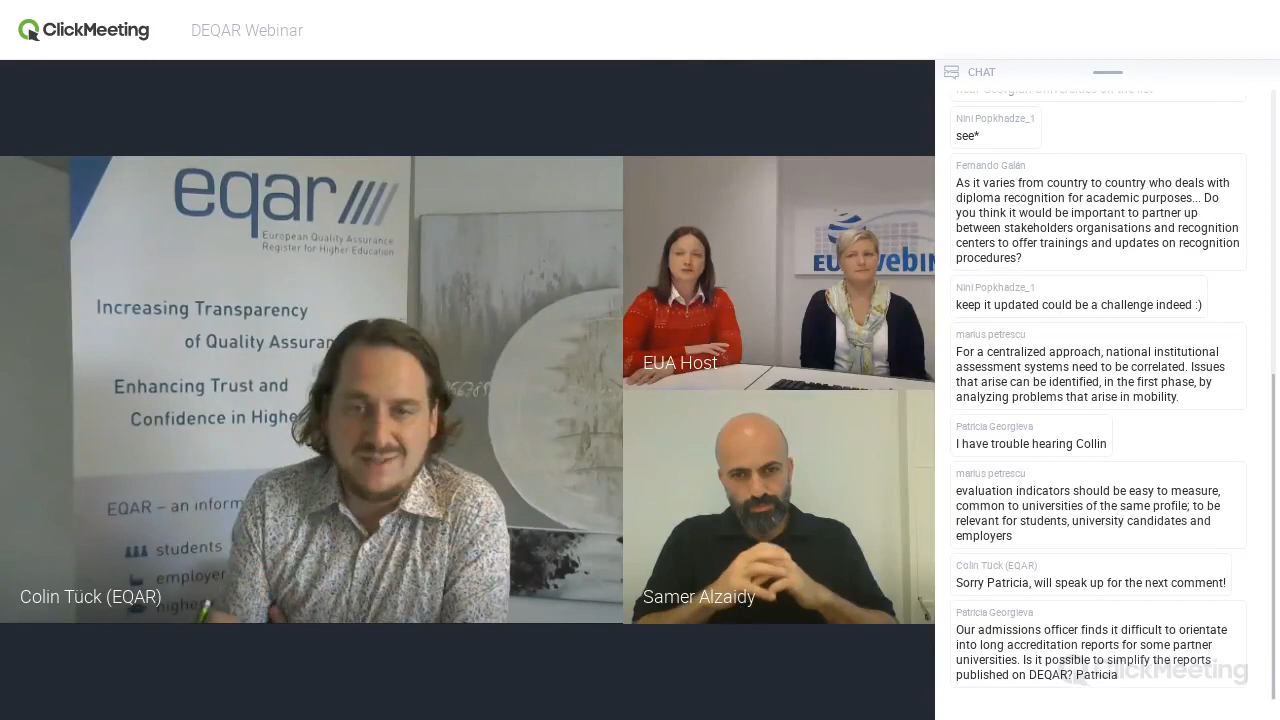 ClickMeeting
DEQAR Webinar
eqar
European Quality Assurance
Register for Higher Education
Increasing Transparency
of Quality Assuran
Enhancing Trust and
Confidence in Highe
EQAR – an inform
students
employer
highe
Colin Tück (EQAR)
EUA Host
Samer Alzaidy
CHAT
Nini Popkhadze_1
see*
Fernando Galán
As it varies from country to country who deals with
diploma recognition for academic purposes... Do
you think it would be important to partner up
between stakeholders organisations and recognition
centers to offer trainings and updates on recognition
procedures?
Nini Popkhadze_1
keep it updated could be a challenge indeed :)
marius petrescu
For a centralized approach, national institutional
assessment systems need to be correlated. Issues
that arise can be identified, in the first phase, by
analyzing problems that arise in mobility.
Patricia Georgieva
I have trouble hearing Collin
marius petrescu
evaluation indicators should be easy to measure,
common to universities of the same profile; to be
relevant for students, university candidates and
employers
Colin Tück (EQAR)
Sorry Patricia, will speak up for the next comment!
Patricia Georgieva
Our admissions officer finds it difficult to orientate
into long accreditation reports for some partner
universities. Is it possible to simplify the reports
published on DEQAR? Patricia
ClickMeeting